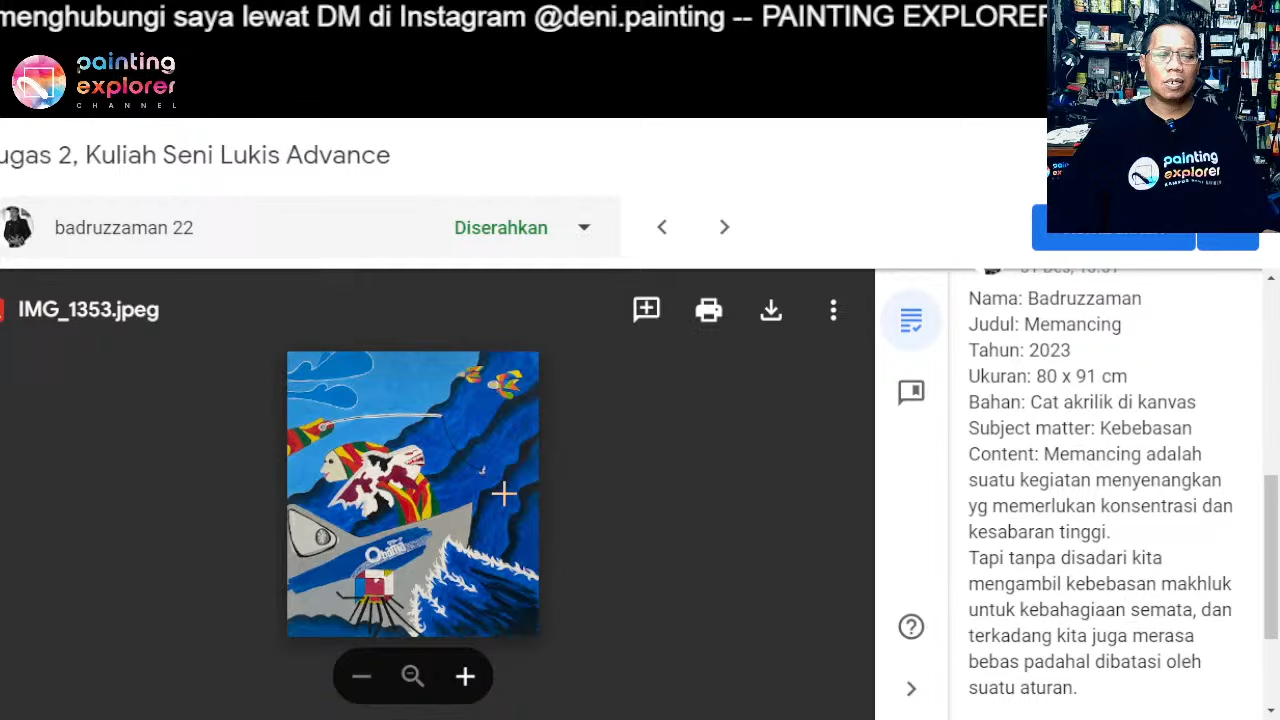 menghubungi saya lewat DM di Instagram @deni.painting -- PAINTING EXPLORER
painting
explorer
CHANNEL
painting
explorer
ugas 2, Kuliah Seni Lukis Advance
badruzzaman 22
Diserahkan
IMG_1353.jpeg
Nama: Badruzzaman
Judul: Memancing
Tahun: 2023
Ukuran: 80 x 91 cm
Bahan: Cat akrilik di kanvas
Subject matter: Kebebasan
Content: Memancing adalah
suatu kegiatan menyenangkan
yg memerlukan konsentrasi dan
kesabaran tinggi.
Tapi tanpa disadari kita
mengambil kebebasan makhluk
untuk kebahagiaan semata, dan
terkadang kita juga merasa
bebas padahal dibatasi oleh
suatu aturan.